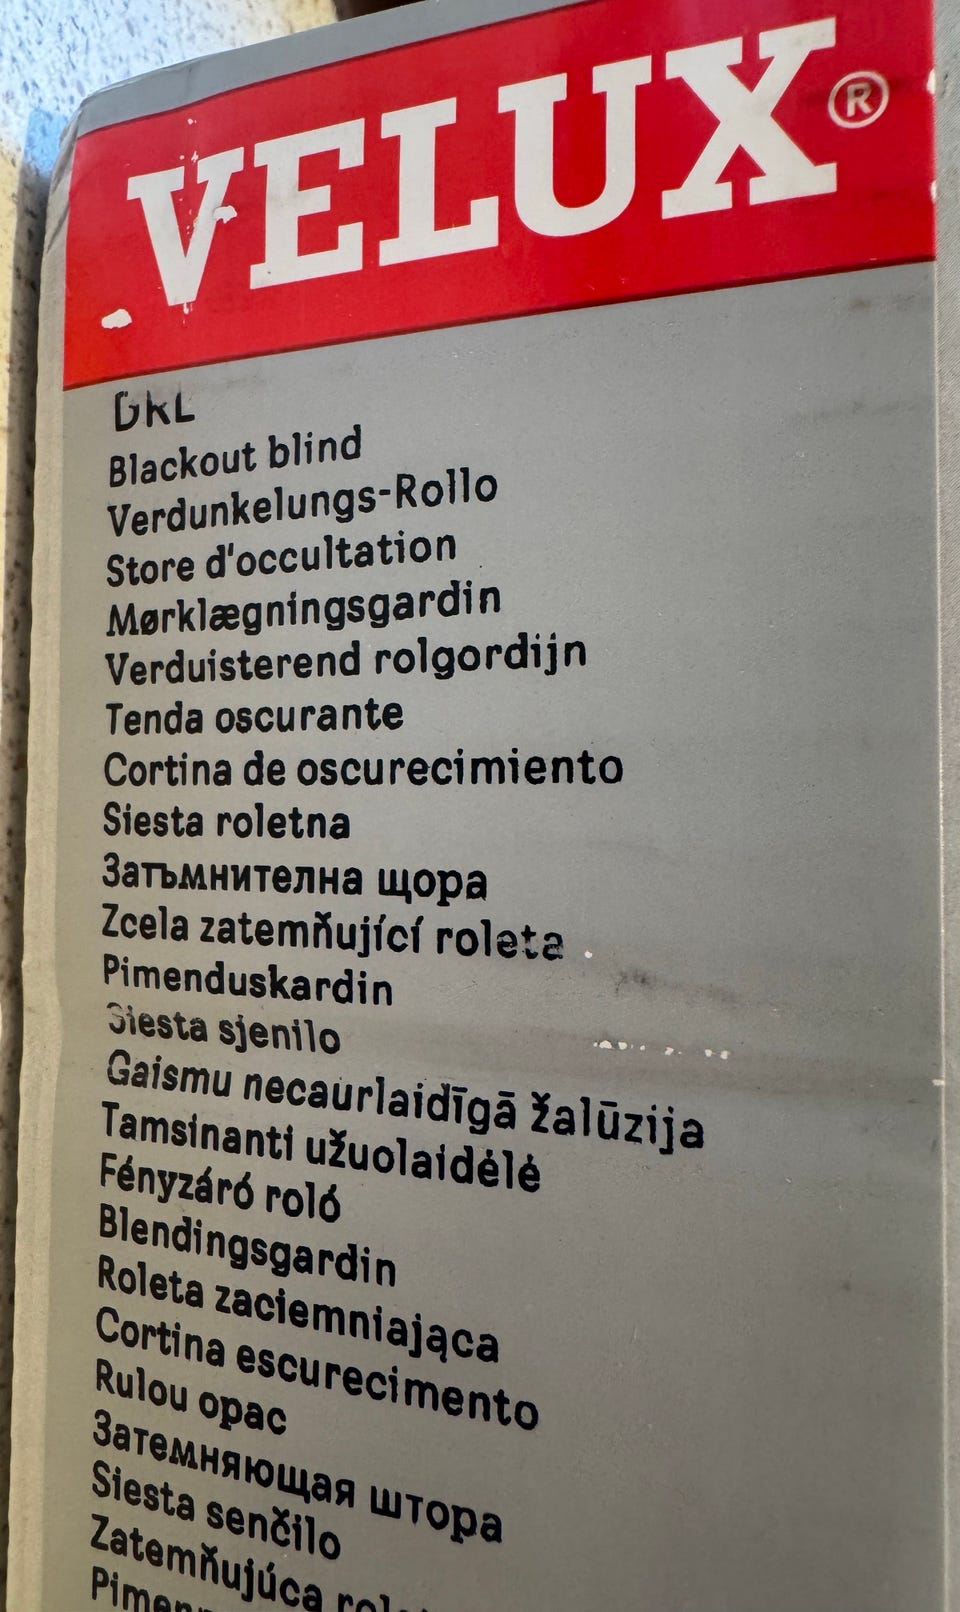 VELUX®
DKL
Blackout blind
Verdunkelungs-Rollo
Store d'occultation
Mørklægningsgardin
Verduisterend rolgordijn
Tenda oscurante
Cortina de oscurecimiento
Siesta roletna
Затъмнителна щора
Zcela zatemňující roleta
Pimenduskardin
Siesta sjenilo
Gaismu necaurlaidīgā žalūzija
Tamsinanti užuolaidėlė
Fényzáró roló
Blendingsgardin
Roleta zaciemniająca
Cortina escurecimento
Rulou opac
Затемняющая штора
Siesta senčilo
Zatemňujúca